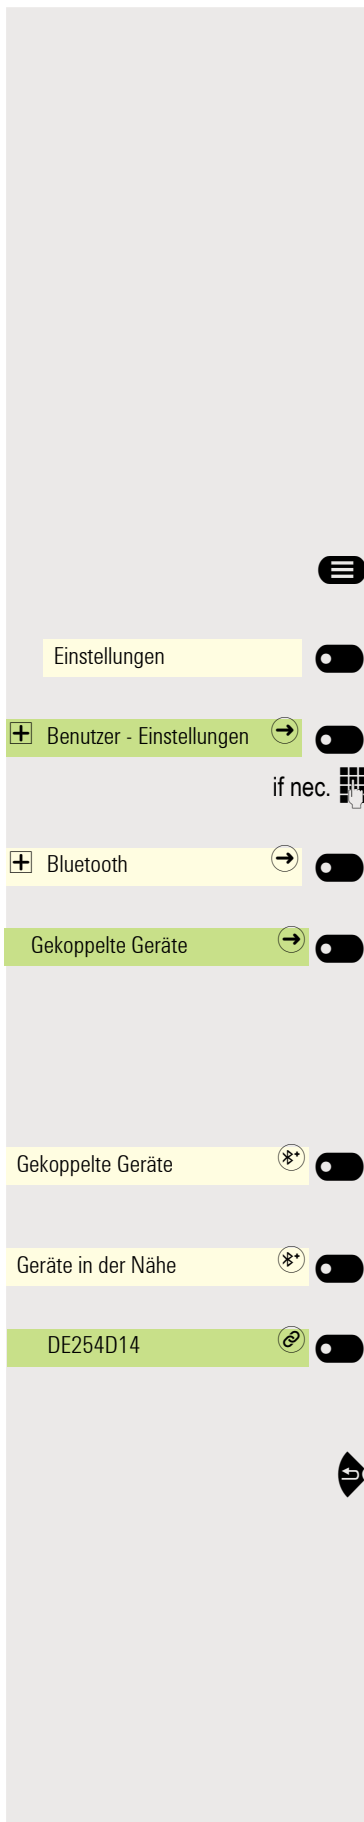 Einstellungen
Benutzer - Einstellungen
if nec.
Bluetooth
Gekoppelte Geräte
Gekoppelte Geräte
Geräte in der Nähe
DE254D14